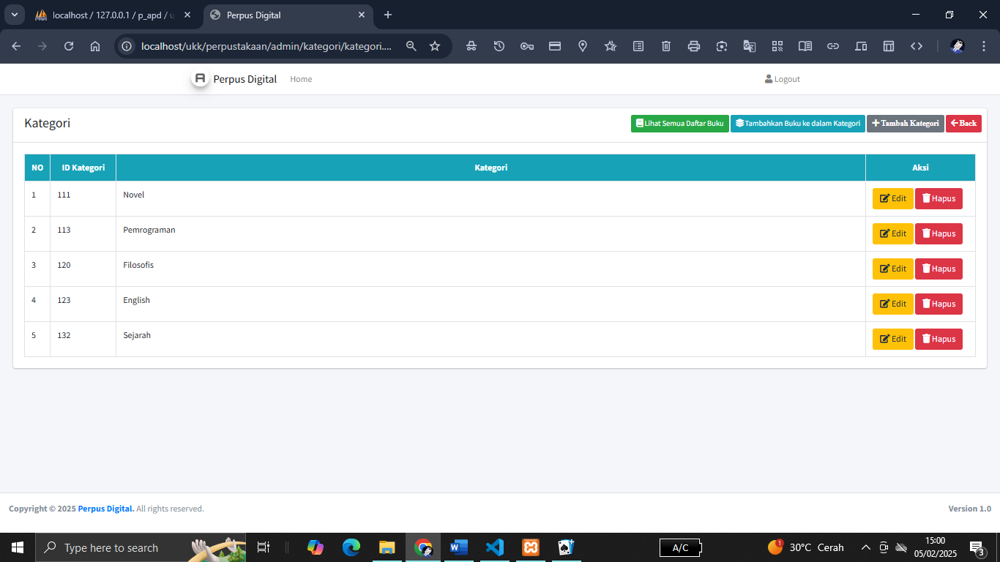 localhost / 127.0.0.1 / p_apd / u
Perpus Digital
localhost/ukk/perpustakaan/admin/kategori/kategori....
Perpus Digital
Home
Logout
Kategori
Lihat Semua Daftar Buku
Tambahkan Buku ke dalam Kategori
Tambah Kategori
Back
NO ID Kategori Kategori Aksi
1 111 Novel Edit Hapus
2 113 Pemrograman Edit Hapus
3 120 Filosofis Edit Hapus
4 123 English Edit Hapus
5 132 Sejarah Edit Hapus
Copyright © 2025 Perpus Digital. All rights reserved.
Version 1.0
Type here to search
A/C
1
30°C Cerah
15:00
05/02/2025
3